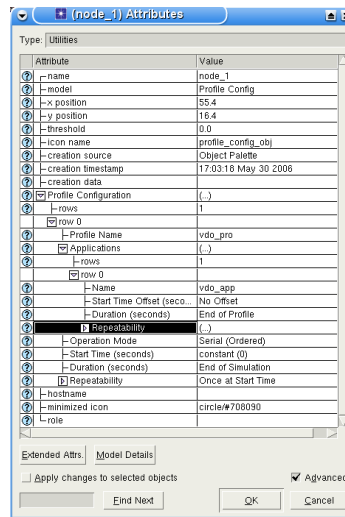 (node_1) Attributes
Type: Utilities
Attribute Value
name node_1
model Profile Config
x position 55.4
y position 16.4
threshold 0.0
icon name profile_config_obj
creation source Object Palette
creation timestamp 17:03:18 May 30 2006
creation data
Profile Configuration (...)
rows 1
row 0
Profile Name vdo_pro
Applications (...)
rows 1
row 0
Name vdo_app
Start Time Offset (seco... No Offset
Duration (seconds) End of Profile
Repeatability (...)
Operation Mode Serial (Ordered)
Start Time (seconds) constant (0)
Duration (seconds) End of Simulation
Repeatability Once at Start Time
hostname
minimized icon circle/#708090
role
Extended Attrs. Model Details
Apply changes to selected objects Advanced
Find Next OK Cancel